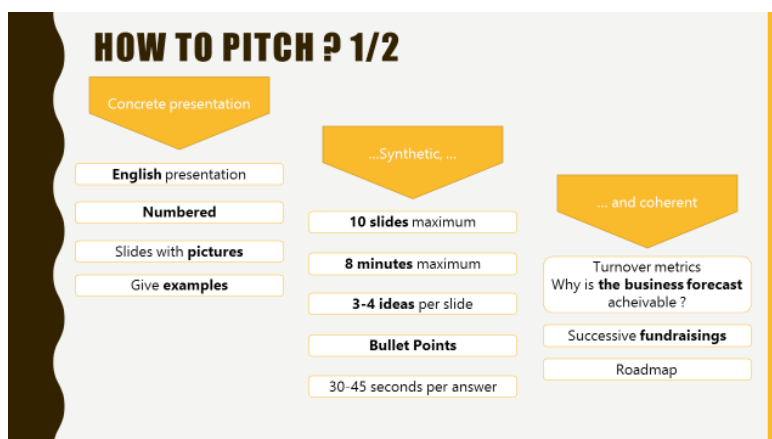 HOW TO PITCH ? 1/2
Concrete presentation
English presentation
Numbered
Slides with pictures
Give examples
...Synthetic, ...
10 slides maximum
8 minutes maximum
3-4 ideas per slide
Bullet Points
30-45 seconds per answer
... and coherent
Turnover metrics
Why is the business forecast
acheivable ?
Successive fundraisings
Roadmap